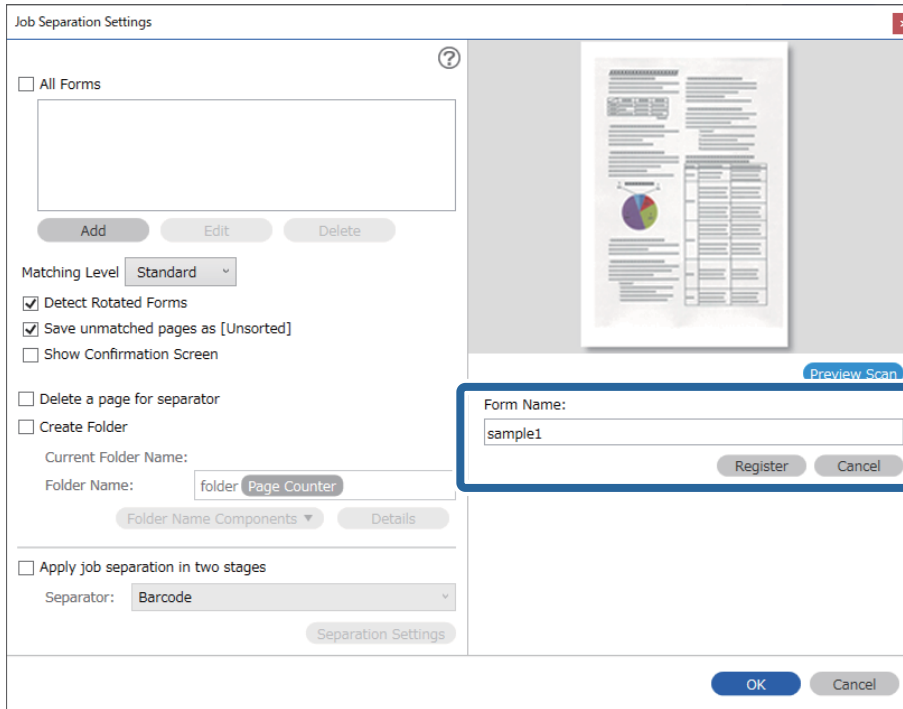 Job Separation Settings
All Forms
Add Edit Delete
Matching Level Standard
Detect Rotated Forms
Save unmatched pages as [Unsorted]
Show Confirmation Screen
Delete a page for separator
Create Folder
Current Folder Name:
Folder Name: folder Page Counter
Folder Name Components Details
Apply job separation in two stages
Separator: Barcode
Separation Settings
Preview Scan
Form Name:
sample1
Register Cancel
OK Cancel